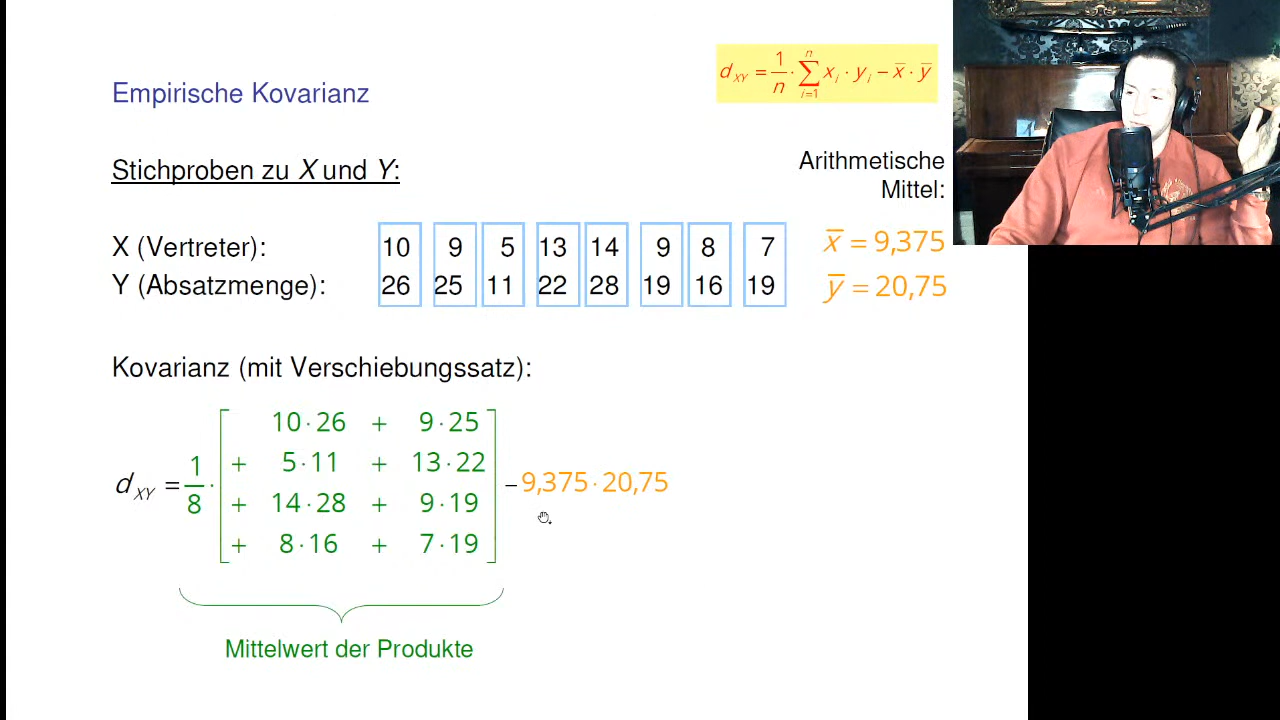 Empirische Kovarianz
d_XY = 1/n · ∑_{i=1}^{n} x_i · y_i − x̅ · y̅
Stichproben zu X und Y:
Arithmetische
Mittel:
X (Vertreter): 10 9 5 13 14 9 8 7 x̅ = 9,375
Y (Absatzmenge): 26 25 11 22 28 19 16 19 y̅ = 20,75
Kovarianz (mit Verschiebungssatz):
d_XY = 1/8 · [ 10 · 26 + 9 · 25
+ 5 · 11 + 13 · 22
+ 14 · 28 + 9 · 19
+ 8 · 16 + 7 · 19 ] − 9,375 · 20,75
Mittelwert der Produkte